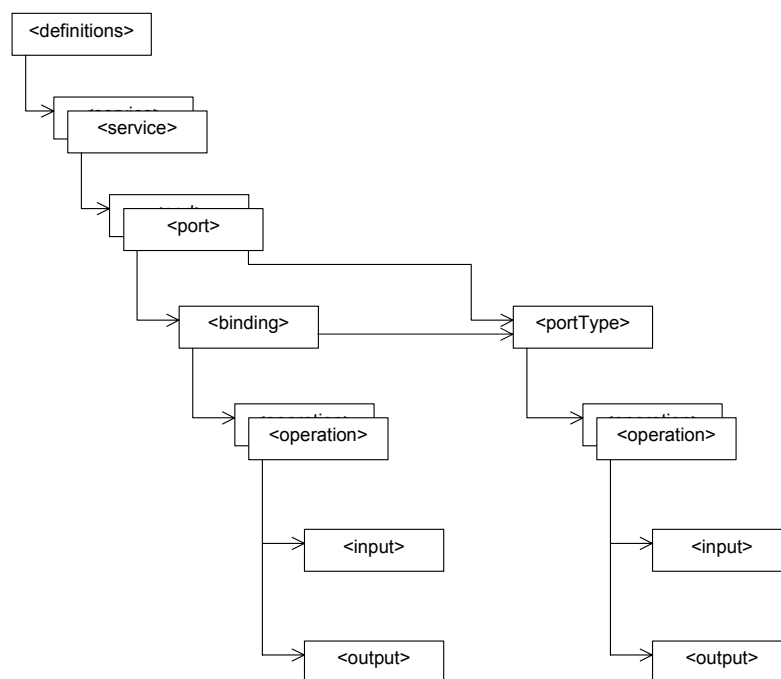 <definitions>
<service>
<port>
<binding>
<portType>
<operation>
<operation>
<input>
<input>
<output>
<output>